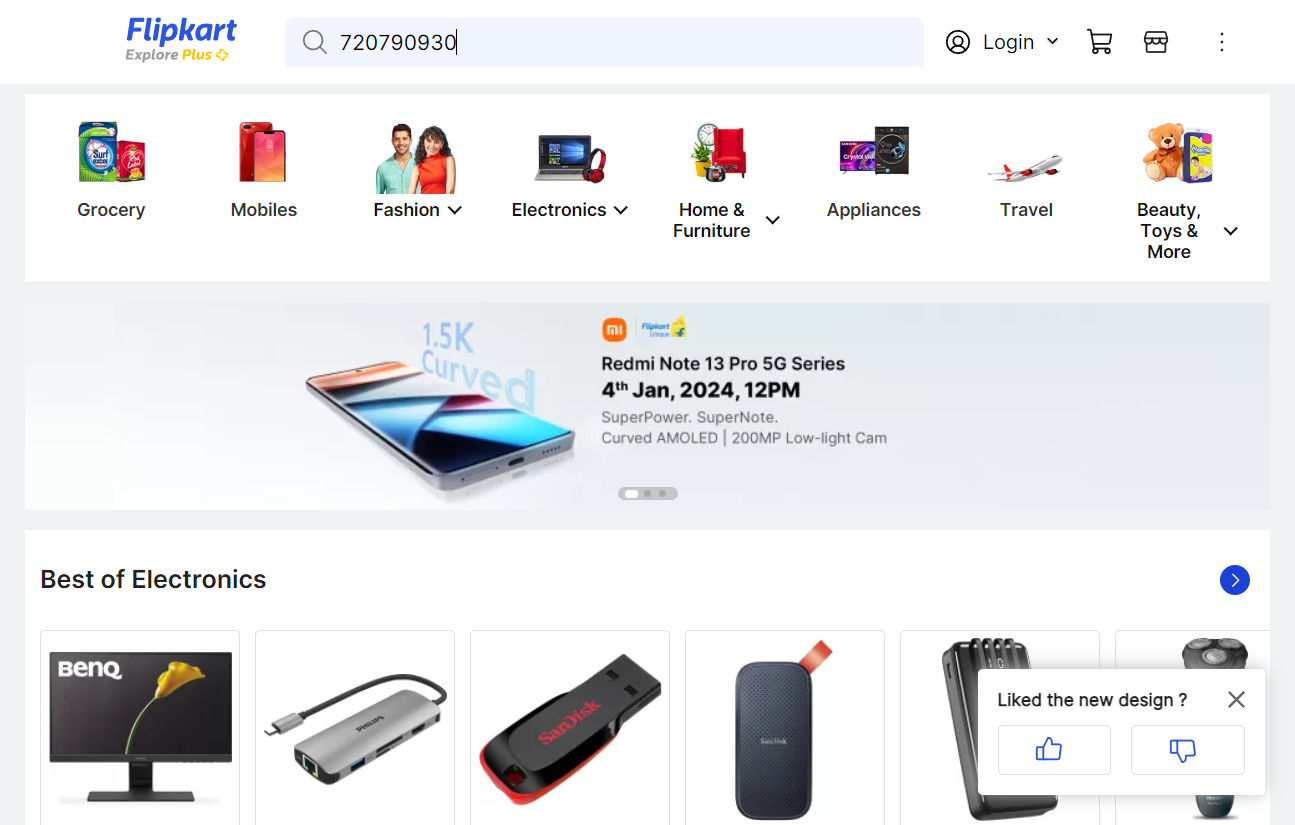 Flipkart
Explore Plus
720790930
Login
Grocery
Mobiles
Fashion
Electronics
Home &
Furniture
Appliances
Travel
Beauty,
Toys &
More
1.5K
Curved
mi
Flipkart
Unique
Redmi Note 13 Pro 5G Series
4th Jan, 2024, 12PM
SuperPower. SuperNote.
Curved AMOLED | 200MP Low-light Cam
Best of Electronics
BenQ
PHILIPS
SanDisk
SanDisk
Liked the new design ?